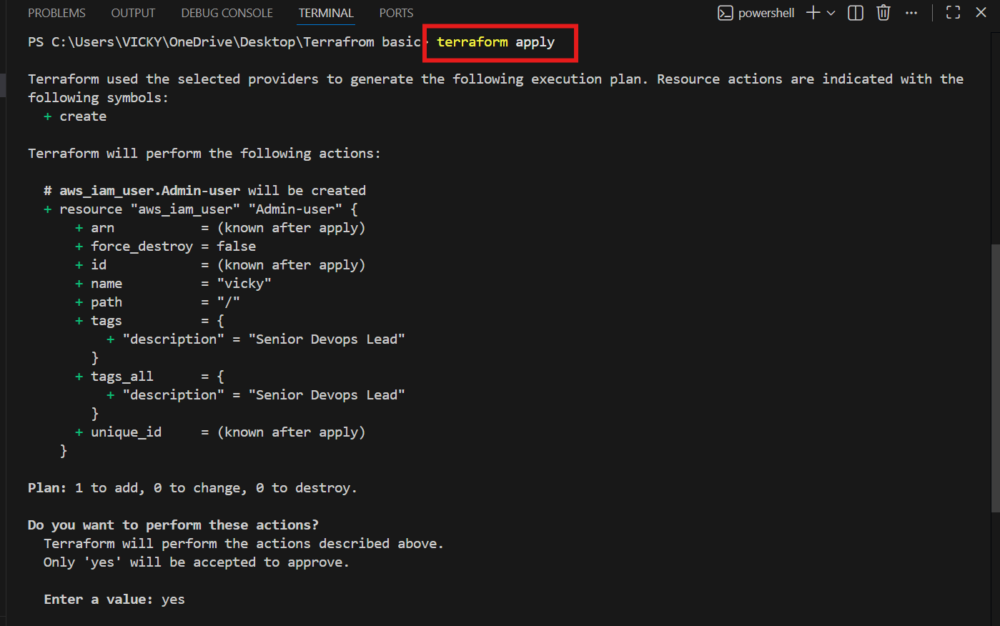 PROBLEMS OUTPUT DEBUG CONSOLE TERMINAL PORTS powershell
PS C:\Users\VICKY\OneDrive\Desktop\Terrafrom basic> terraform apply
Terraform used the selected providers to generate the following execution plan. Resource actions are indicated with the
following symbols:
+ create
Terraform will perform the following actions:
# aws_iam_user.Admin-user will be created
+ resource "aws_iam_user" "Admin-user" {
+ arn = (known after apply)
+ force_destroy = false
+ id = (known after apply)
+ name = "vicky"
+ path = "/"
+ tags = {
+ "description" = "Senior Devops Lead"
}
+ tags_all = {
+ "description" = "Senior Devops Lead"
}
+ unique_id = (known after apply)
}
Plan: 1 to add, 0 to change, 0 to destroy.
Do you want to perform these actions?
Terraform will perform the actions described above.
Only 'yes' will be accepted to approve.
Enter a value: yes